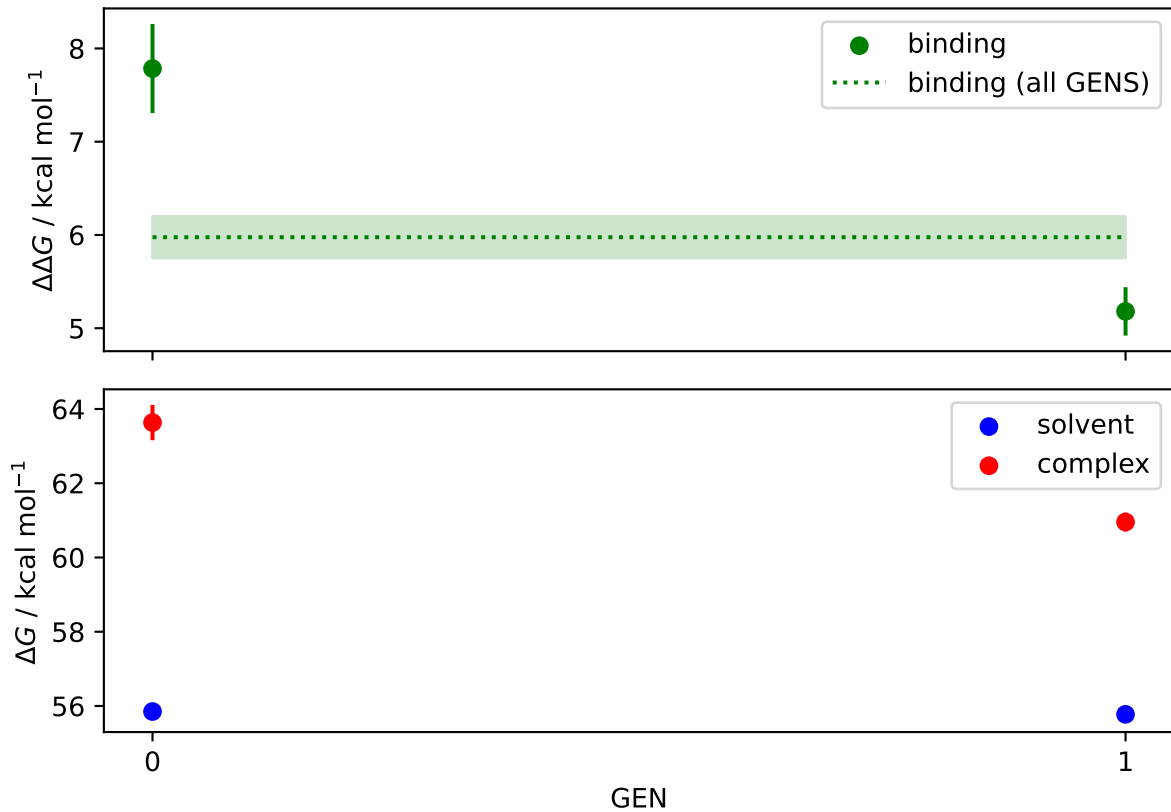 8
7
6
5
ΔΔG / kcal mol⁻¹
binding
binding (all GENS)
64
62
60
58
56
ΔG / kcal mol⁻¹
solvent
complex
0
1
GEN